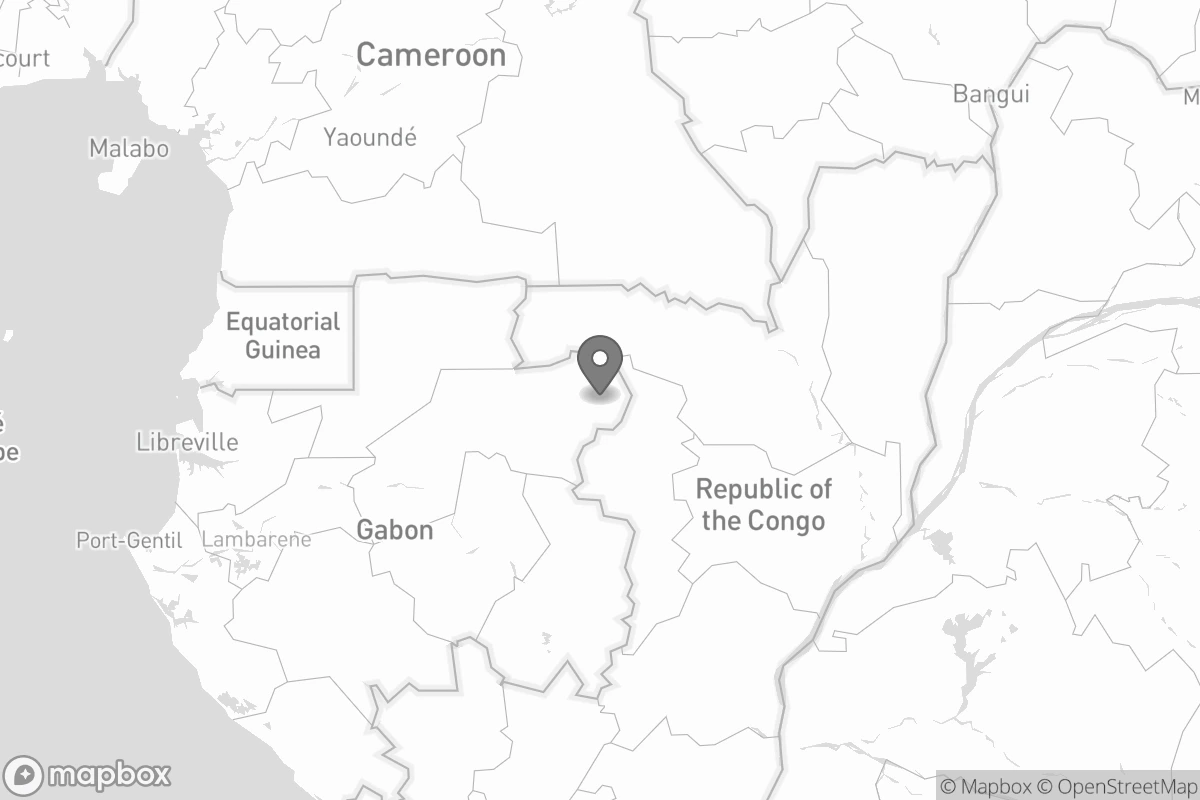 Cameroon
court
Bangui
M
Yaoundé
Malabo
Equatorial
Guinea
é
be
Libreville
Republic of
the Congo
Gabon
Port-Gentil
Lambarene
mapbox
© Mapbox © OpenStreetMap